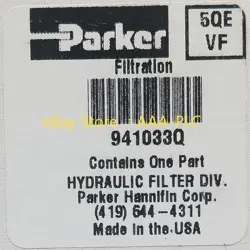 Parker
5QE
VF
Filtration
eBay Store: AAA-PLC
941033Q
Contains One Part
HYDRAULIC FILTER DIV.
Parker Hannifin Corp.
(419) 644-4311
Made in the USA